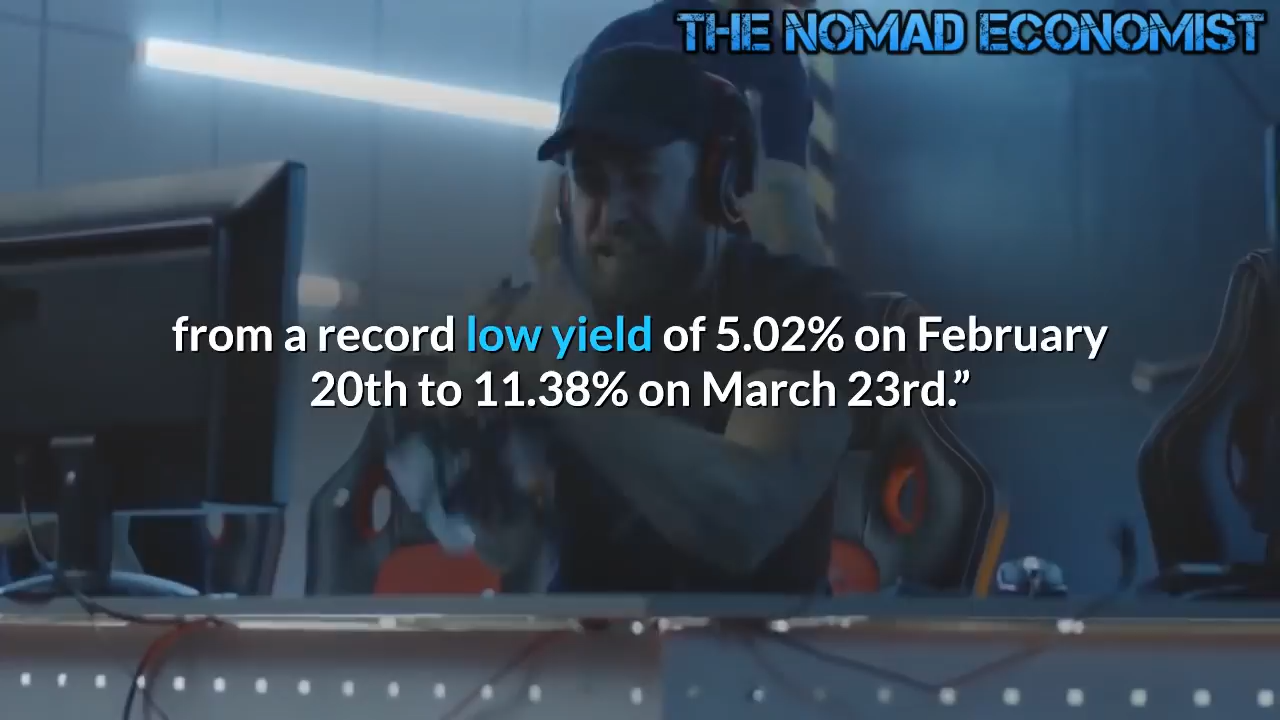 THE NOMAD ECONOMIST
from a record low yield of 5.02% on February
20th to 11.38% on March 23rd.”